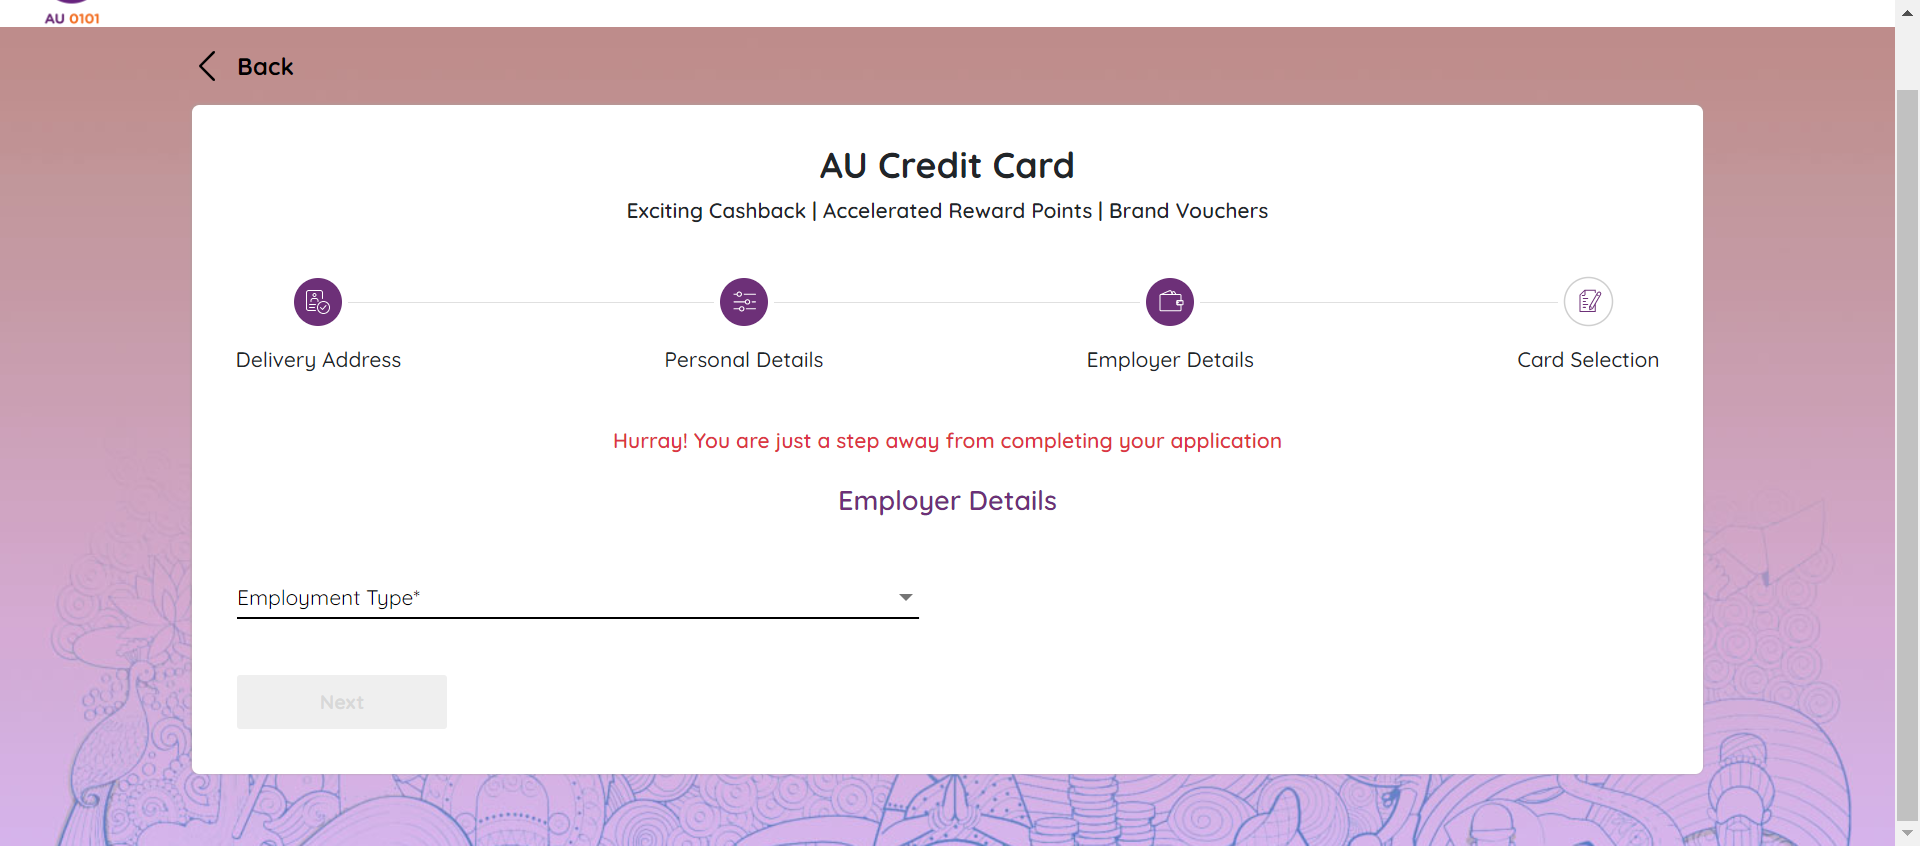 AU 0101
Back
AU Credit Card
Exciting Cashback | Accelerated Reward Points | Brand Vouchers
Delivery Address
Personal Details
Employer Details
Card Selection
Hurray! You are just a step away from completing your application
Employer Details
Employment Type*
Next